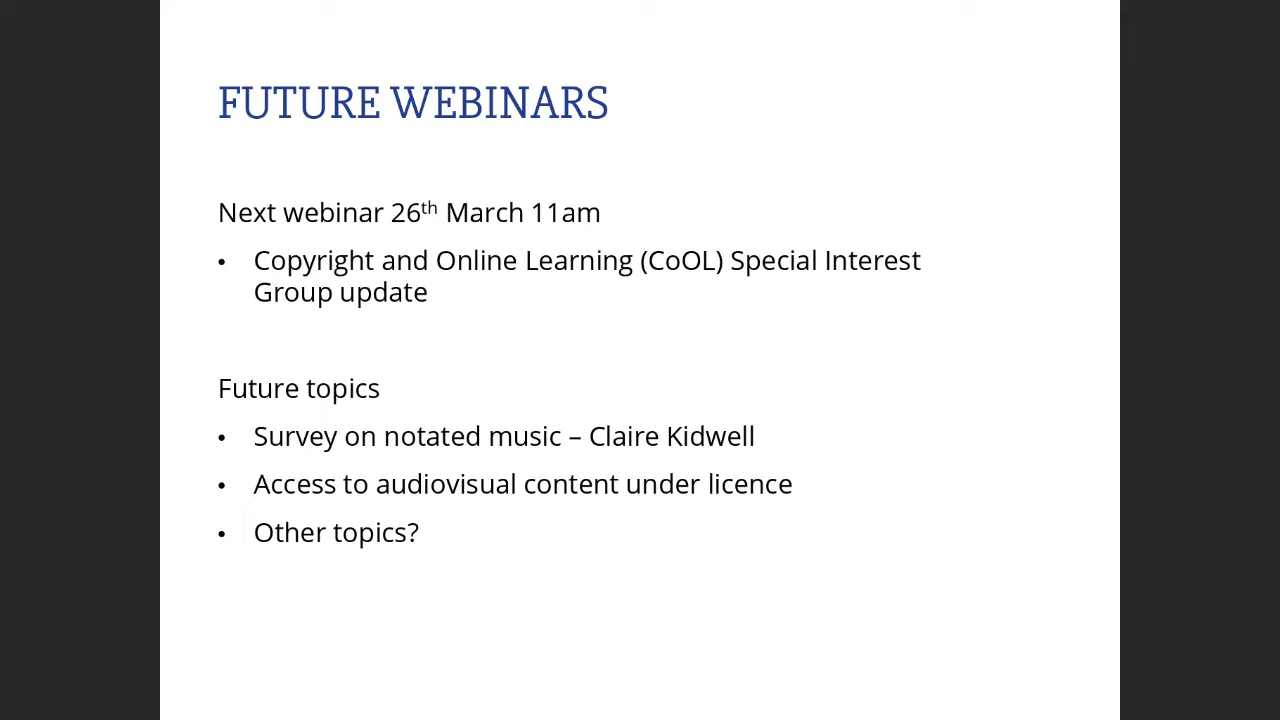 FUTURE WEBINARS
Next webinar 26th March 11am
• Copyright and Online Learning (CoOL) Special Interest
Group update
Future topics
• Survey on notated music – Claire Kidwell
• Access to audiovisual content under licence
• Other topics?